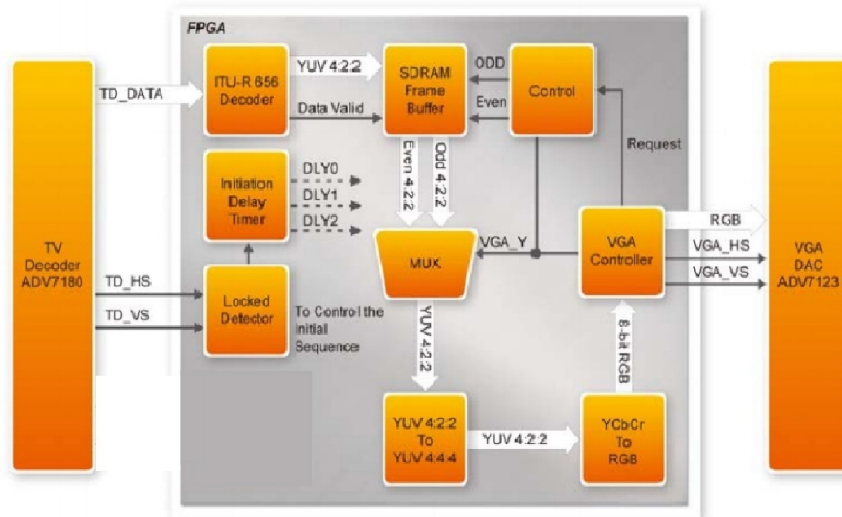 FPGA
TV
Decoder
ADV7180
TD_DATA
TD_HS
TD_VS
ITU-R 656
Decoder
YUV 4:2:2
Data Valid
SDRAM
Frame
Buffer
ODD
Even
Control
Request
Initiation
Delay
Timer
DLY0
DLY1
DLY2
Even 4:2:2
Odd 4:2:2
Locked
Detector
To Control the
Initial
Sequence
MUX
VGA_Y
VGA
Controller
RGB
VGA_HS
VGA_VS
VGA
DAC
ADV7123
YUV 4:2:2
8-bit RGB
YUV 4:2:2
To
YUV 4:4:4
YUV 4:2:2
YCbCr
To
RGB